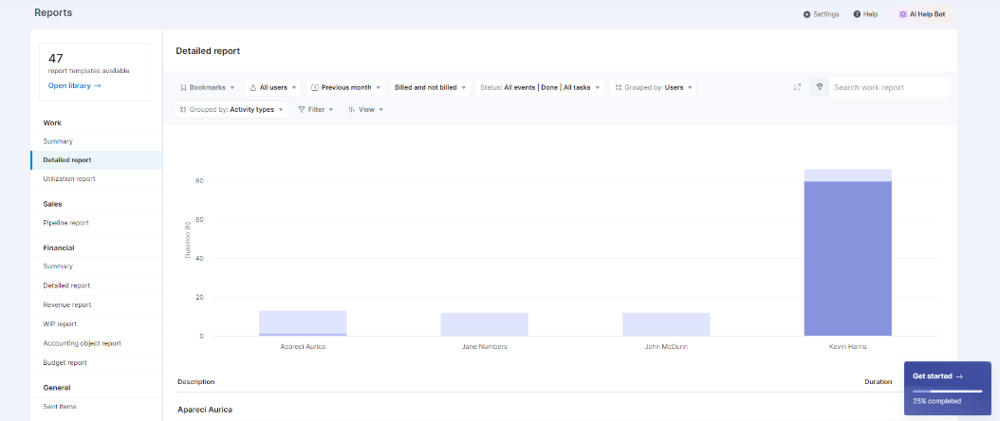 Reports
Settings
Help
AI Help Bot
47
report templates available
Open library →
Work
Summary
Detailed report
Utilization report
Sales
Pipeline report
Financial
Summary
Detailed report
Revenue report
WIP report
Accounting object report
Budget report
General
Sent items
Detailed report
Bookmarks
All users
Previous month
Billed and not billed
Status: All events | Done | All tasks
Grouped by: Users
Search work report
Grouped by: Activity types
Filter
View
Duration (h)
80
60
40
20
0
Apareci Aurica
Jane Numbers
John McDunn
Kevin Harris
Description
Duration
Apareci Aurica
Get started →
25% completed